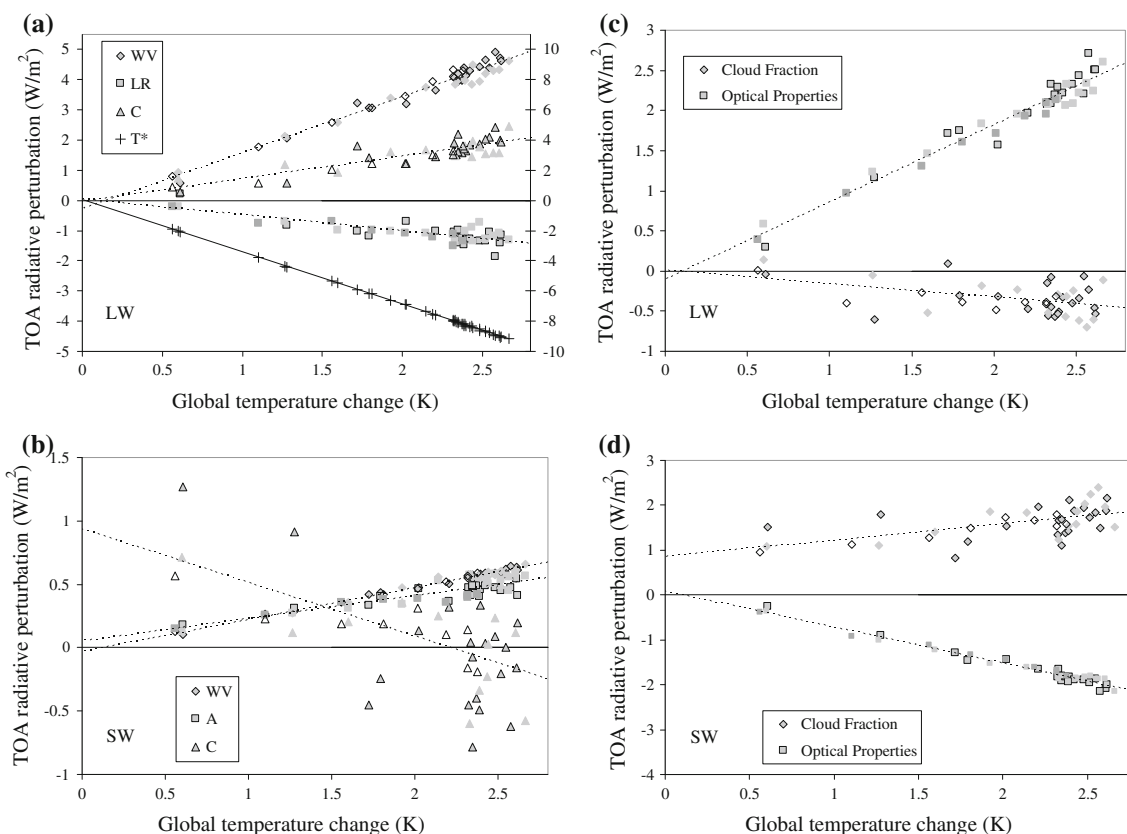 (a)
TOA radiative perturbation (W/m²)
5
4
3
2
1
0
-1
-2
-3
-4
-5
10
8
6
4
2
0
-2
-4
-6
-8
-10
WV
LR
C
T*
LW
0 0.5 1 1.5 2 2.5
Global temperature change (K)
(c)
TOA radiative perturbation (W/m²)
3
2.5
2
1.5
1
0.5
0
-0.5
-1
Cloud Fraction
Optical Properties
LW
0 0.5 1 1.5 2 2.5
Global temperature change (K)
(b)
TOA radiative perturbation (W/m²)
1.5
1
0.5
0
-0.5
-1
WV
A
C
SW
0 0.5 1 1.5 2 2.5
Global temperature change (K)
(d)
TOA radiative perturbation (W/m²)
3
2
1
0
-1
-2
-3
-4
Cloud Fraction
Optical Properties
SW
0 0.5 1 1.5 2 2.5
Global temperature change (K)